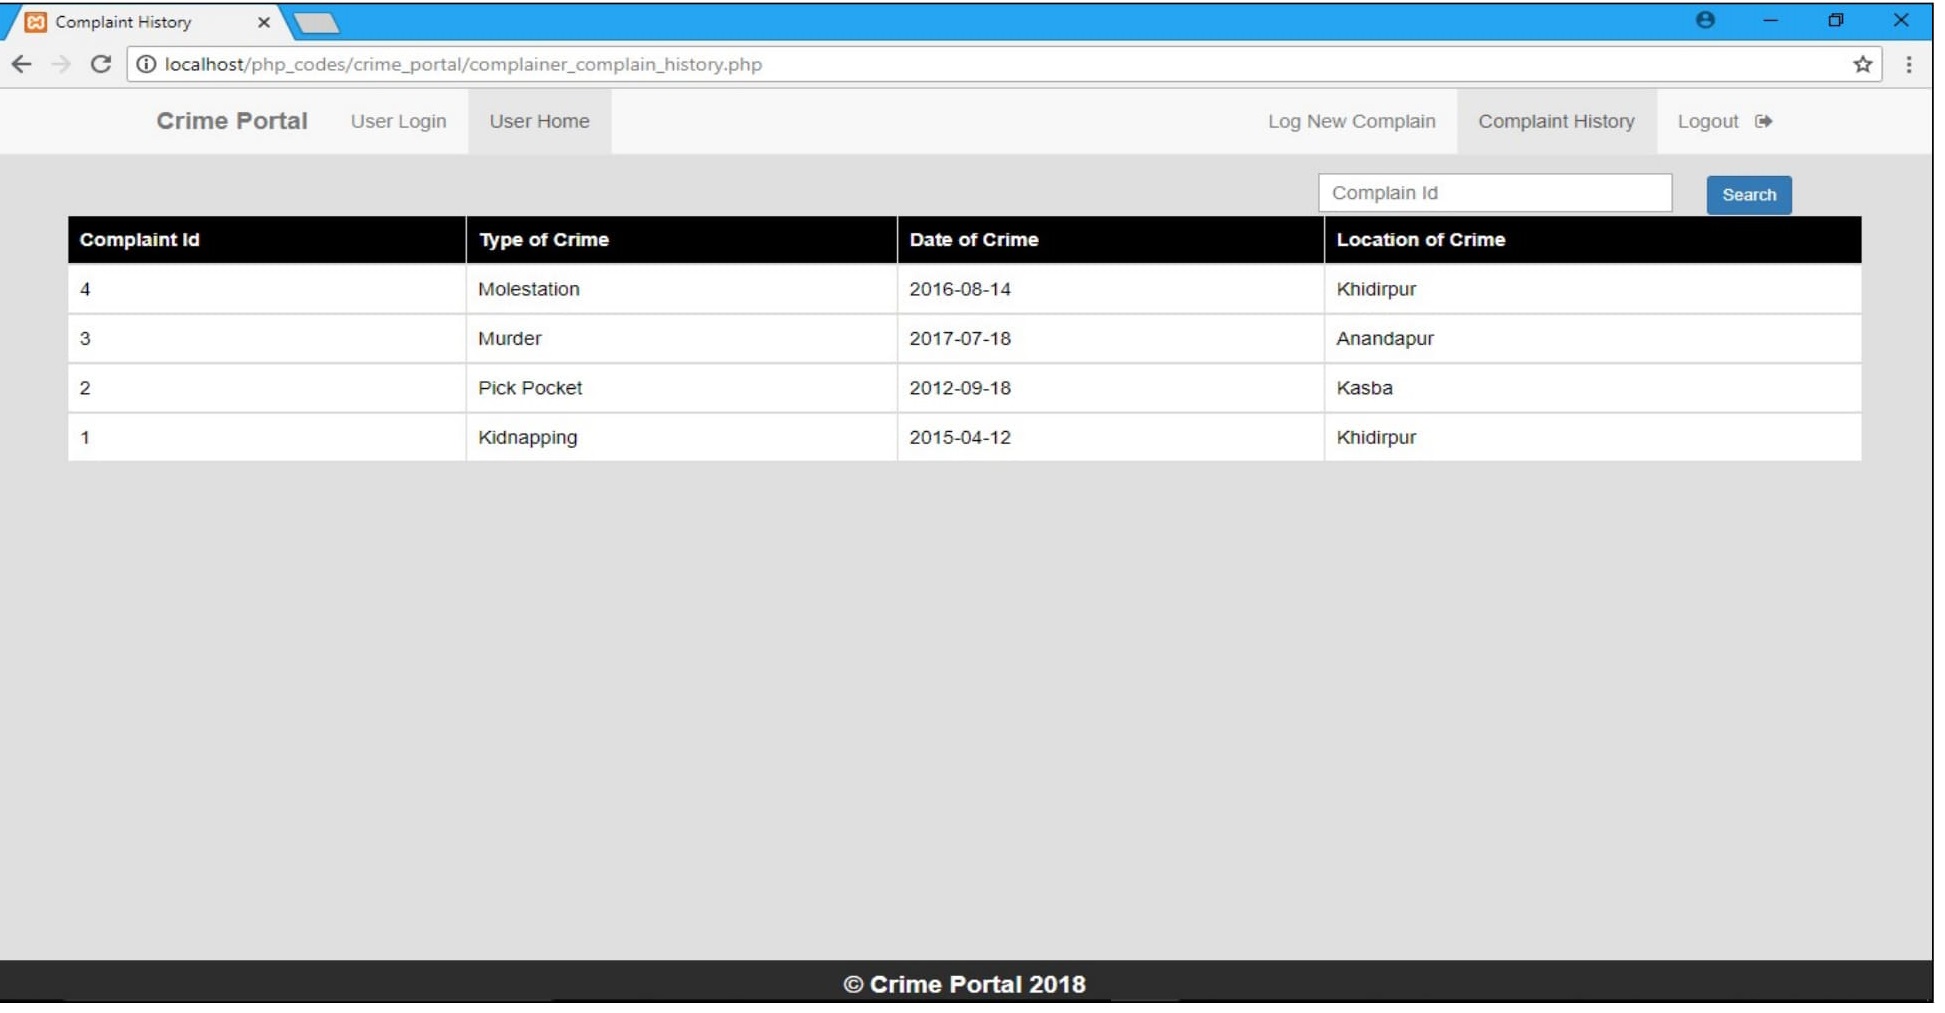 Complaint History
localhost/php_codes/crime_portal/complainer_complain_history.php
Crime Portal User Login User Home Log New Complain Complaint History Logout
Complain Id Search
Complaint Id Type of Crime Date of Crime Location of Crime
4 Molestation 2016-08-14 Khidirpur
3 Murder 2017-07-18 Anandapur
2 Pick Pocket 2012-09-18 Kasba
1 Kidnapping 2015-04-12 Khidirpur
© Crime Portal 2018